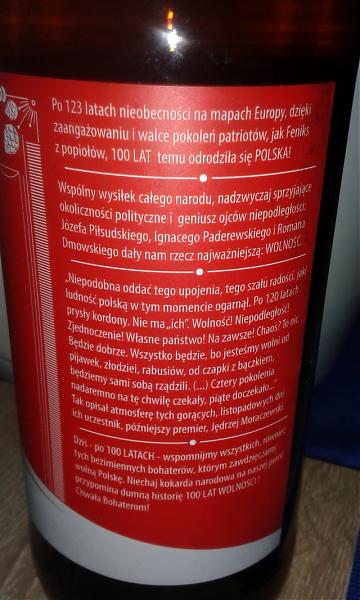 Po 123 latach nieobecności na mapach Europy, dzięki
zaangażowaniu i walce pokoleń patriotów, jak Feniks
z popiołów, 100 LAT temu odrodziła się POLSKA!
Wspólny wysiłek całego narodu, nadzwyczaj sprzyjające
okoliczności polityczne i geniusz ojców niepodległości:
Józefa Piłsudskiego, Ignacego Paderewskiego i Romana
Dmowskiego dały nam rzecz najważniejszą: WOLNOŚĆ.
„Niepodobna oddać tego upojenia, tego szału radości, jaki
ludność polską w tym momencie ogarnął. Po 120 latach
prysły kordony. Nie ma „ich”. Wolność! Niepodległość!
Zjednoczenie! Własne państwo! Na zawsze! Chaos? To nic.
Będzie dobrze. Wszystko będzie, bo jesteśmy wolni od
pijawek, złodziei, rabusiów, od czapki z bączkiem,
będziemy sami sobą rządzili. (...) Cztery pokolenia
nadaremno na tę chwilę czekały, piąte doczekało...”
Tak opisał atmosferę tych gorących, listopadowych dni
ich uczestnik, późniejszy premier, Jędrzej Moraczewski.
Dziś - po 100 LATACH - wspomnijmy wszystkich, również
tych bezimiennych bohaterów, którym zawdzięczamy
wolną Polskę. Niechaj kokarda narodowa na naszej piersi
przypomina dumną historię 100 LAT WOLNOŚCI !
Chwała Bohaterom!